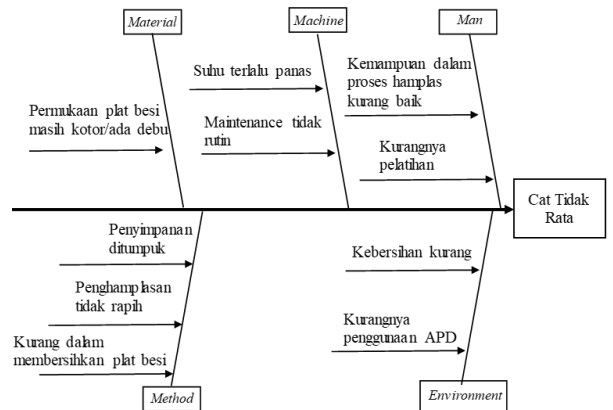 Material
Machine
Man
Suhu terlalu panas
Kemampuan dalam
proses hamplas
kurang baik
Permukaan plat besi
masih kotor/ada debu
Maintenance tidak
rutin
Kurangnya
pelatihan
Cat Tidak
Rata
Penyimpanan
ditumpuk
Kebersihan kurang
Penghamplasan
tidak rapih
Kurangnya
penggunaan APD
Kurang dalam
membersihkan plat besi
Method
Environment